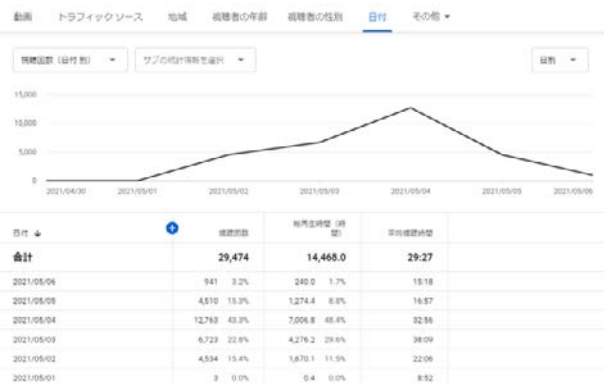 動画 トラフィックソース 地域 視聴者の年齢 視聴者の性別 日付 その他
視聴回数（日付 別） サブの統計情報を選択 日別
15,000
10,000
5,000
0
2021/04/30 2021/05/01 2021/05/02 2021/05/03 2021/05/04 2021/05/05 2021/05/06
日付 視聴回数 総再生時間（時間） 平均視聴時間
合計 29,474 14,468.0 29:27
2021/05/06 941 3.2% 240.0 1.7% 15:18
2021/05/05 4,510 15.3% 1,274.4 8.8% 16:57
2021/05/04 12,763 43.3% 7,006.8 48.4% 32:56
2021/05/03 6,723 22.8% 4,276.2 29.6% 38:09
2021/05/02 4,534 15.4% 1,670.1 11.5% 22:06
2021/05/01 3 0.0% 0.4 0.0% 8:52